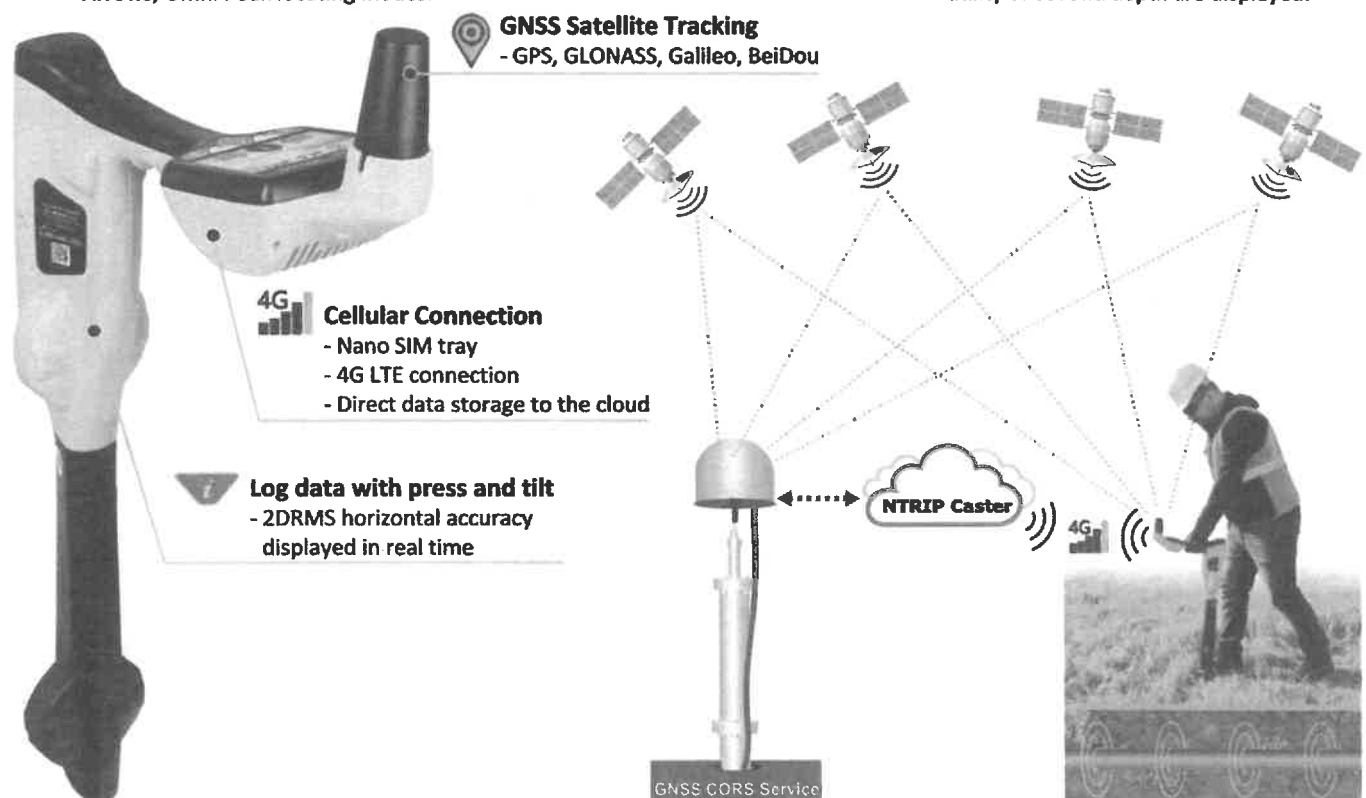 GNSS Satellite Tracking
- GPS, GLONASS, Galileo, BeiDou
4G
Cellular Connection
- Nano SIM tray
- 4G LTE connection
- Direct data storage to the cloud
i
Log data with press and tilt
- 2DRMS horizontal accuracy
displayed in real time
NTRIP Caster
4G
GNSS CORS Service